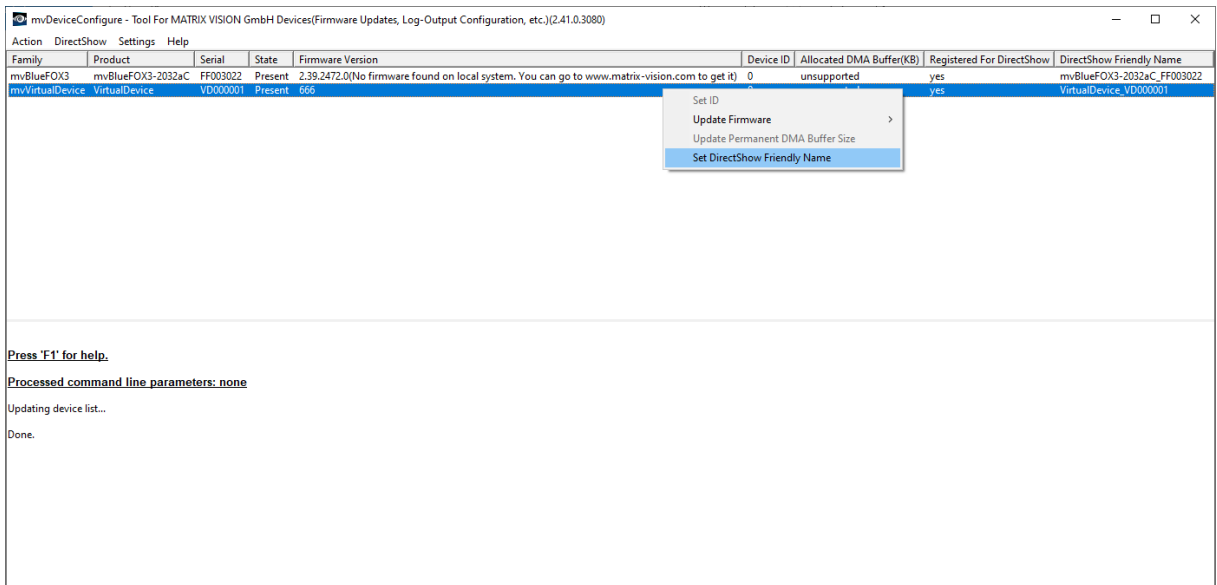 mvDeviceConfigure - Tool For MATRIX VISION GmbH Devices(Firmware Updates, Log-Output Configuration, etc.)(2.41.0.3080)
Action DirectShow Settings Help
Family Product Serial State Firmware Version Device ID Allocated DMA Buffer(KB) Registered For DirectShow DirectShow Friendly Name
mvBlueFOX3 mvBlueFOX3-2032aC FF003022 Present 2.39.2472.0(No firmware found on local system. You can go to www.matrix-vision.com to get it) 0 unsupported yes mvBlueFOX3-2032aC_FF003022
mvVirtualDevice VirtualDevice VD000001 Present 666 yes VirtualDevice_VD000001
Set ID
Update Firmware
Update Permanent DMA Buffer Size
Set DirectShow Friendly Name
Press 'F1' for help.
Processed command line parameters: none
Updating device list...
Done.